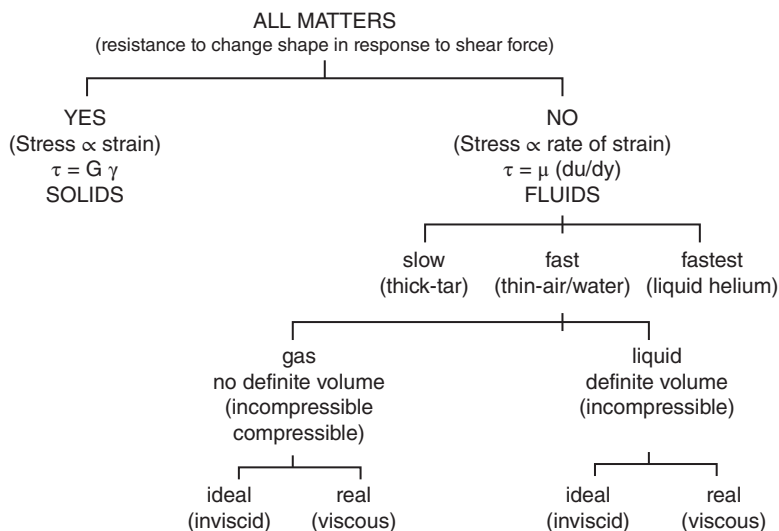 ALL MATTERS
(resistance to change shape in response to shear force)
YES
(Stress ∝ strain)
τ = G γ
SOLIDS
NO
(Stress ∝ rate of strain)
τ = μ (du/dy)
FLUIDS
slow
(thick-tar)
fast
(thin-air/water)
fastest
(liquid helium)
gas
no definite volume
(incompressible
compressible)
liquid
definite volume
(incompressible)
ideal
(inviscid)
real
(viscous)
ideal
(inviscid)
real
(viscous)